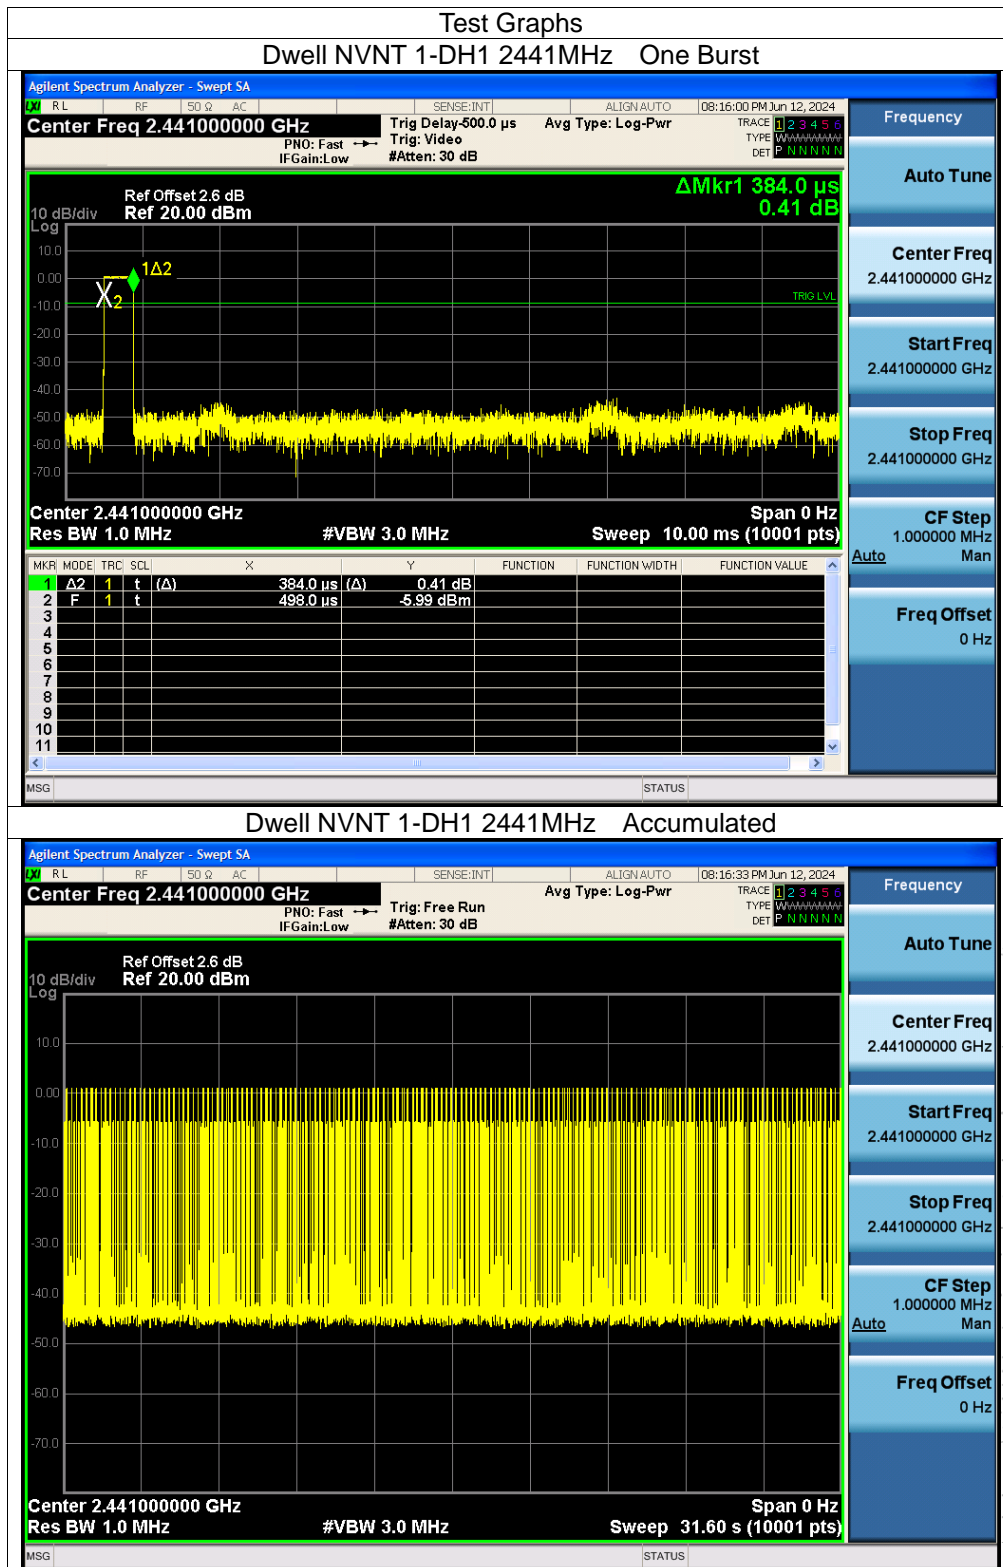 Test Graphs
Dwell NVNT 1-DH1 2441MHz One Burst
Agilent Spectrum Analyzer - Swept SA
LXI RL RF 50 Ω AC SENSE:INT ALIGN AUTO 08:16:00 PM Jun 12, 2024
Center Freq 2.441000000 GHz Trig Delay-500.0 µs Avg Type: Log-Pwr TRACE 1 2 3 4 5 6
PNO: Fast Trig: Video TYPE WWWWWW
IFGain:Low #Atten: 30 dB DET P N N N N N
Frequency
Auto Tune
Center Freq
2.441000000 GHz
Start Freq
2.441000000 GHz
Stop Freq
2.441000000 GHz
CF Step
1.000000 MHz
Auto Man
Freq Offset
0 Hz
ΔMkr1 384.0 µs
0.41 dB
Ref Offset 2.6 dB
10 dB/div Ref 20.00 dBm
Log
10.0
0.00
-10.0
-20.0
-30.0
-40.0
-50.0
-60.0
-70.0
1Δ2
2
TRIG LVL
Center 2.441000000 GHz Span 0 Hz
Res BW 1.0 MHz #VBW 3.0 MHz Sweep 10.00 ms (10001 pts)
MKR MODE TRC SCL X Y FUNCTION FUNCTION WIDTH FUNCTION VALUE
1 Δ2 1 t (Δ) 384.0 µs (Δ) 0.41 dB
2 F 1 t 498.0 µs -5.99 dBm
3
4
5
6
7
8
9
10
11
MSG STATUS
Dwell NVNT 1-DH1 2441MHz Accumulated
Agilent Spectrum Analyzer - Swept SA
LXI RL RF 50 Ω AC SENSE:INT ALIGN AUTO 08:16:33 PM Jun 12, 2024
Center Freq 2.441000000 GHz Avg Type: Log-Pwr TRACE 1 2 3 4 5 6
PNO: Fast Trig: Free Run TYPE WWWWWW
IFGain:Low #Atten: 30 dB DET P N N N N N
Frequency
Auto Tune
Center Freq
2.441000000 GHz
Start Freq
2.441000000 GHz
Stop Freq
2.441000000 GHz
CF Step
1.000000 MHz
Auto Man
Freq Offset
0 Hz
Ref Offset 2.6 dB
10 dB/div Ref 20.00 dBm
Log
10.0
0.00
-10.0
-20.0
-30.0
-40.0
-50.0
-60.0
-70.0
Center 2.441000000 GHz Span 0 Hz
Res BW 1.0 MHz #VBW 3.0 MHz Sweep 31.60 s (10001 pts)
MSG STATUS